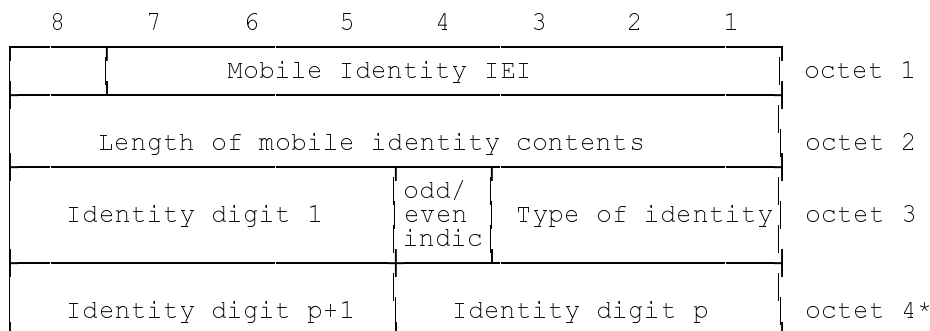 8 7 6 5 4 3 2 1
Mobile Identity IEI octet 1
Length of mobile identity contents octet 2
odd/
Identity digit 1 even Type of identity octet 3
indic
Identity digit p+1 Identity digit p octet 4*